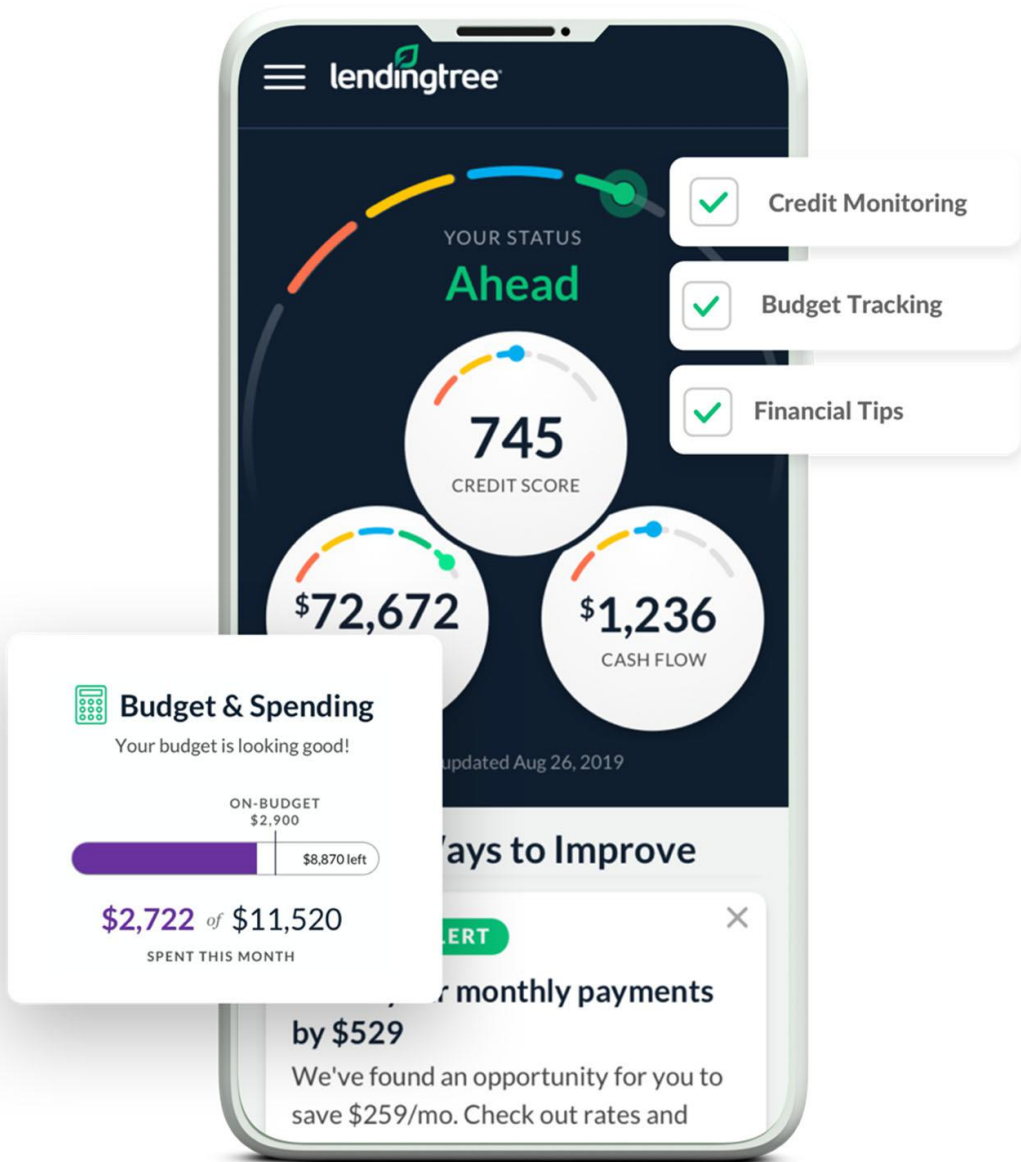 lendingtree
YOUR STATUS
Ahead
Credit Monitoring
Budget Tracking
Financial Tips
745
CREDIT SCORE
$72,672
$1,236
CASH FLOW
updated Aug 26, 2019
Budget & Spending
Your budget is looking good!
ON-BUDGET
$2,900
$8,870 left
$2,722 of $11,520
SPENT THIS MONTH
to Improve
monthly payments
by $529
We've found an opportunity for you to
save $259/mo. Check out rates and